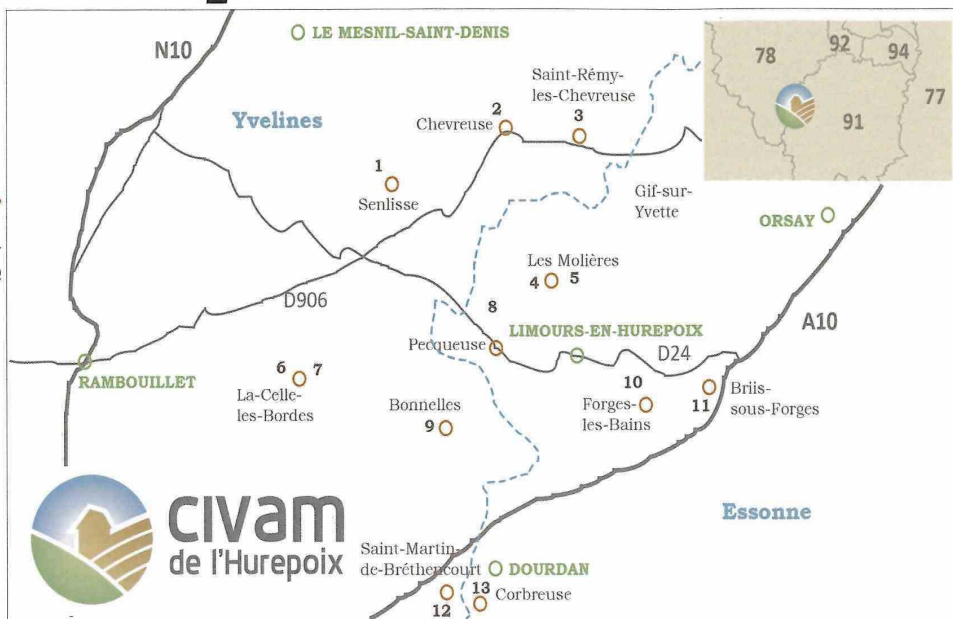 N10
LE MESNIL-SAINT-DENIS
78
92
94
77
91
Yvelines
Saint-Rémy-
les-Chevreuse
2
3
Chevreuse
1
Senlisse
Gif-sur-
Yvette
ORSAY
Les Molières
4
5
D906
8
A10
LIMOURS-EN-HUREPOIX
Pecqueuse
D24
RAMBOUILLET
6
7
La-Celle-
les-Bordes
10
Forges-
les-Bains
11
Briis-
sous-Forges
Bonnelles
9
civam
de l'Hurepoix
Essonne
Saint-Martin-
de-Bréthencourt
DOURDAN
13
Corbreuse
12